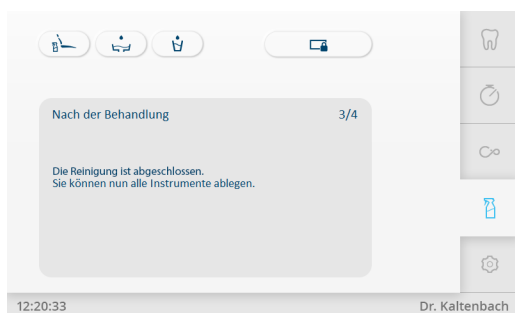 Nach der Behandlung 3/4
Die Reinigung ist abgeschlossen.
Sie können nun alle Instrumente ablegen.
12:20:33 Dr. Kaltenbach